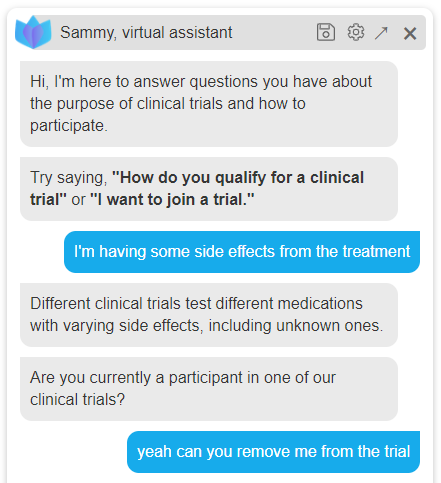 Sammy, virtual assistant
Hi, I'm here to answer questions you have about
the purpose of clinical trials and how to
participate.
Try saying, "How do you qualify for a clinical
trial" or "I want to join a trial."
I'm having some side effects from the treatment
Different clinical trials test different medications
with varying side effects, including unknown ones.
Are you currently a participant in one of our
clinical trials?
yeah can you remove me from the trial